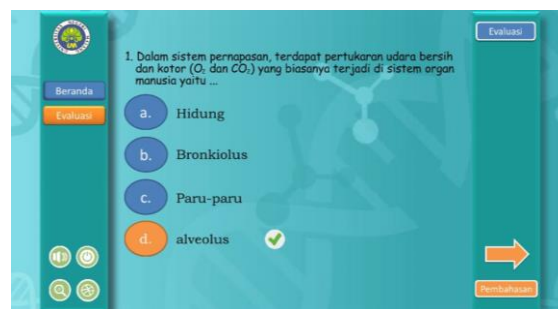 Evaluasi
1. Dalam sistem pernapasan, terdapat pertukaran udara bersih
dan kotor (O₂ dan CO₂) yang biasanya terjadi di sistem organ
manusia yaitu ...
Beranda
Evaluasi
a. Hidung
b. Bronkiolus
c. Paru-paru
d. alveolus
Pembahasan